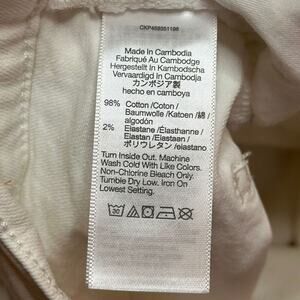 Made In Cambodia
Fabriqué Au Cambodge
Hergestellt In Kambodscha
Vervaardigd In Cambodja
カンボジア製
hecho en camboya
98% Cotton/Coton/
Baumwolle/Katoen/綿/
algodón
2% Elastane/Élasthanne/
Elastan/Elastaan/
ポリウレタン/elastano
Turn Inside Out. Machine
Wash Cold With Like Colors.
Non-Chlorine Bleach Only.
Tumble Dry Low. Iron On
Lowest Setting.
30